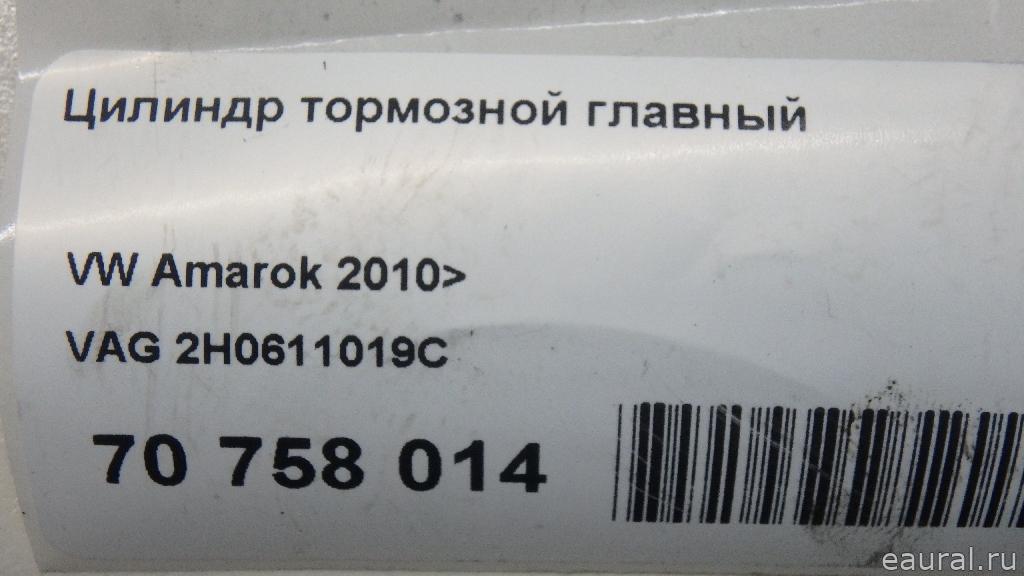 Цилиндр тормозной главный
VW Amarok 2010>
VAG 2H0611019C
70 758 014
eaural.ru